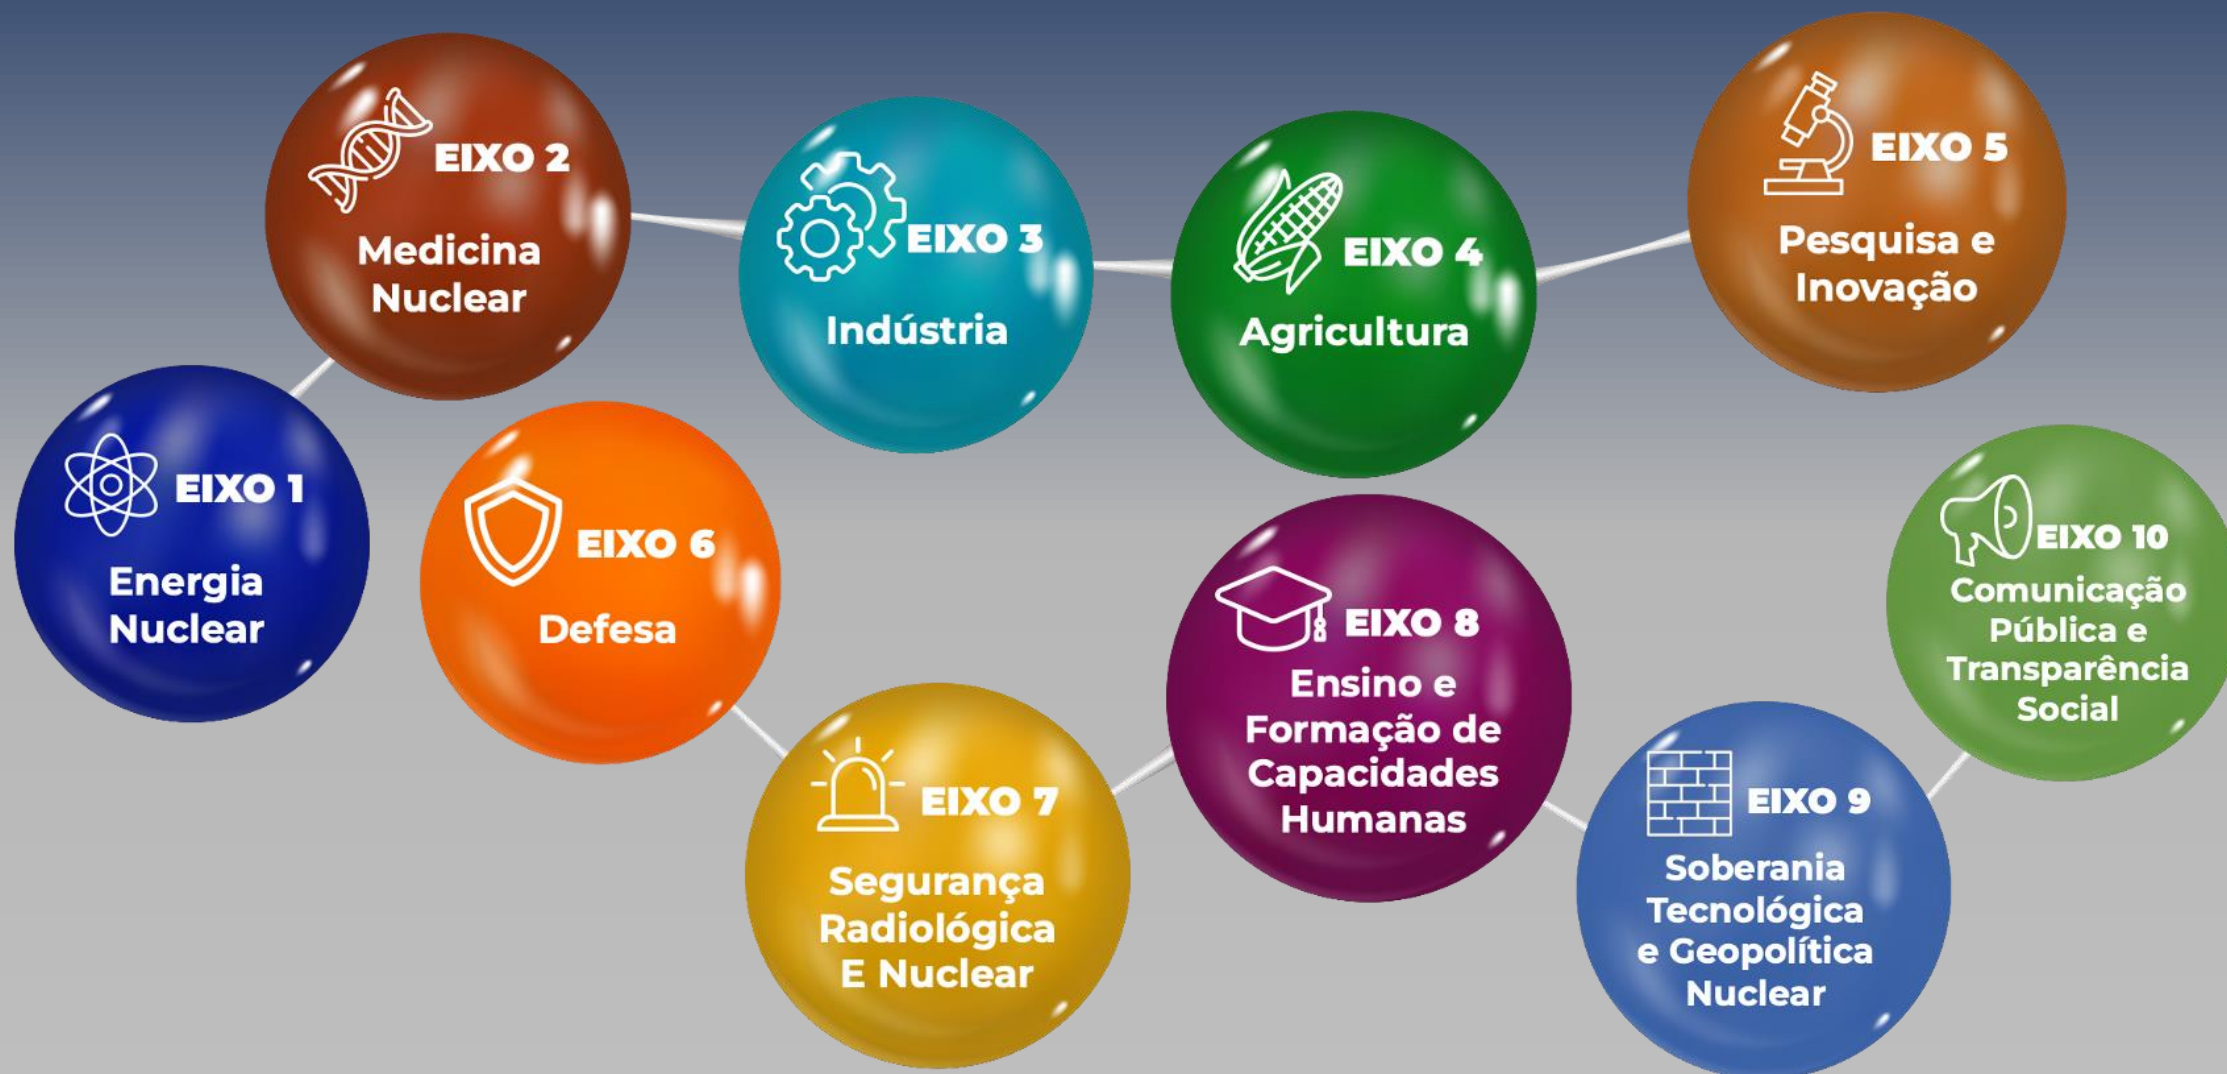 EIXO 1
Energia
Nuclear
EIXO 2
Medicina
Nuclear
EIXO 3
Indústria
EIXO 4
Agricultura
EIXO 5
Pesquisa e
Inovação
EIXO 6
Defesa
EIXO 7
Segurança
Radiológica
E Nuclear
EIXO 8
Ensino e
Formação de
Capacidades
Humanas
EIXO 9
Soberania
Tecnológica
e Geopolítica
Nuclear
EIXO 10
Comunicação
Pública e
Transparência
Social